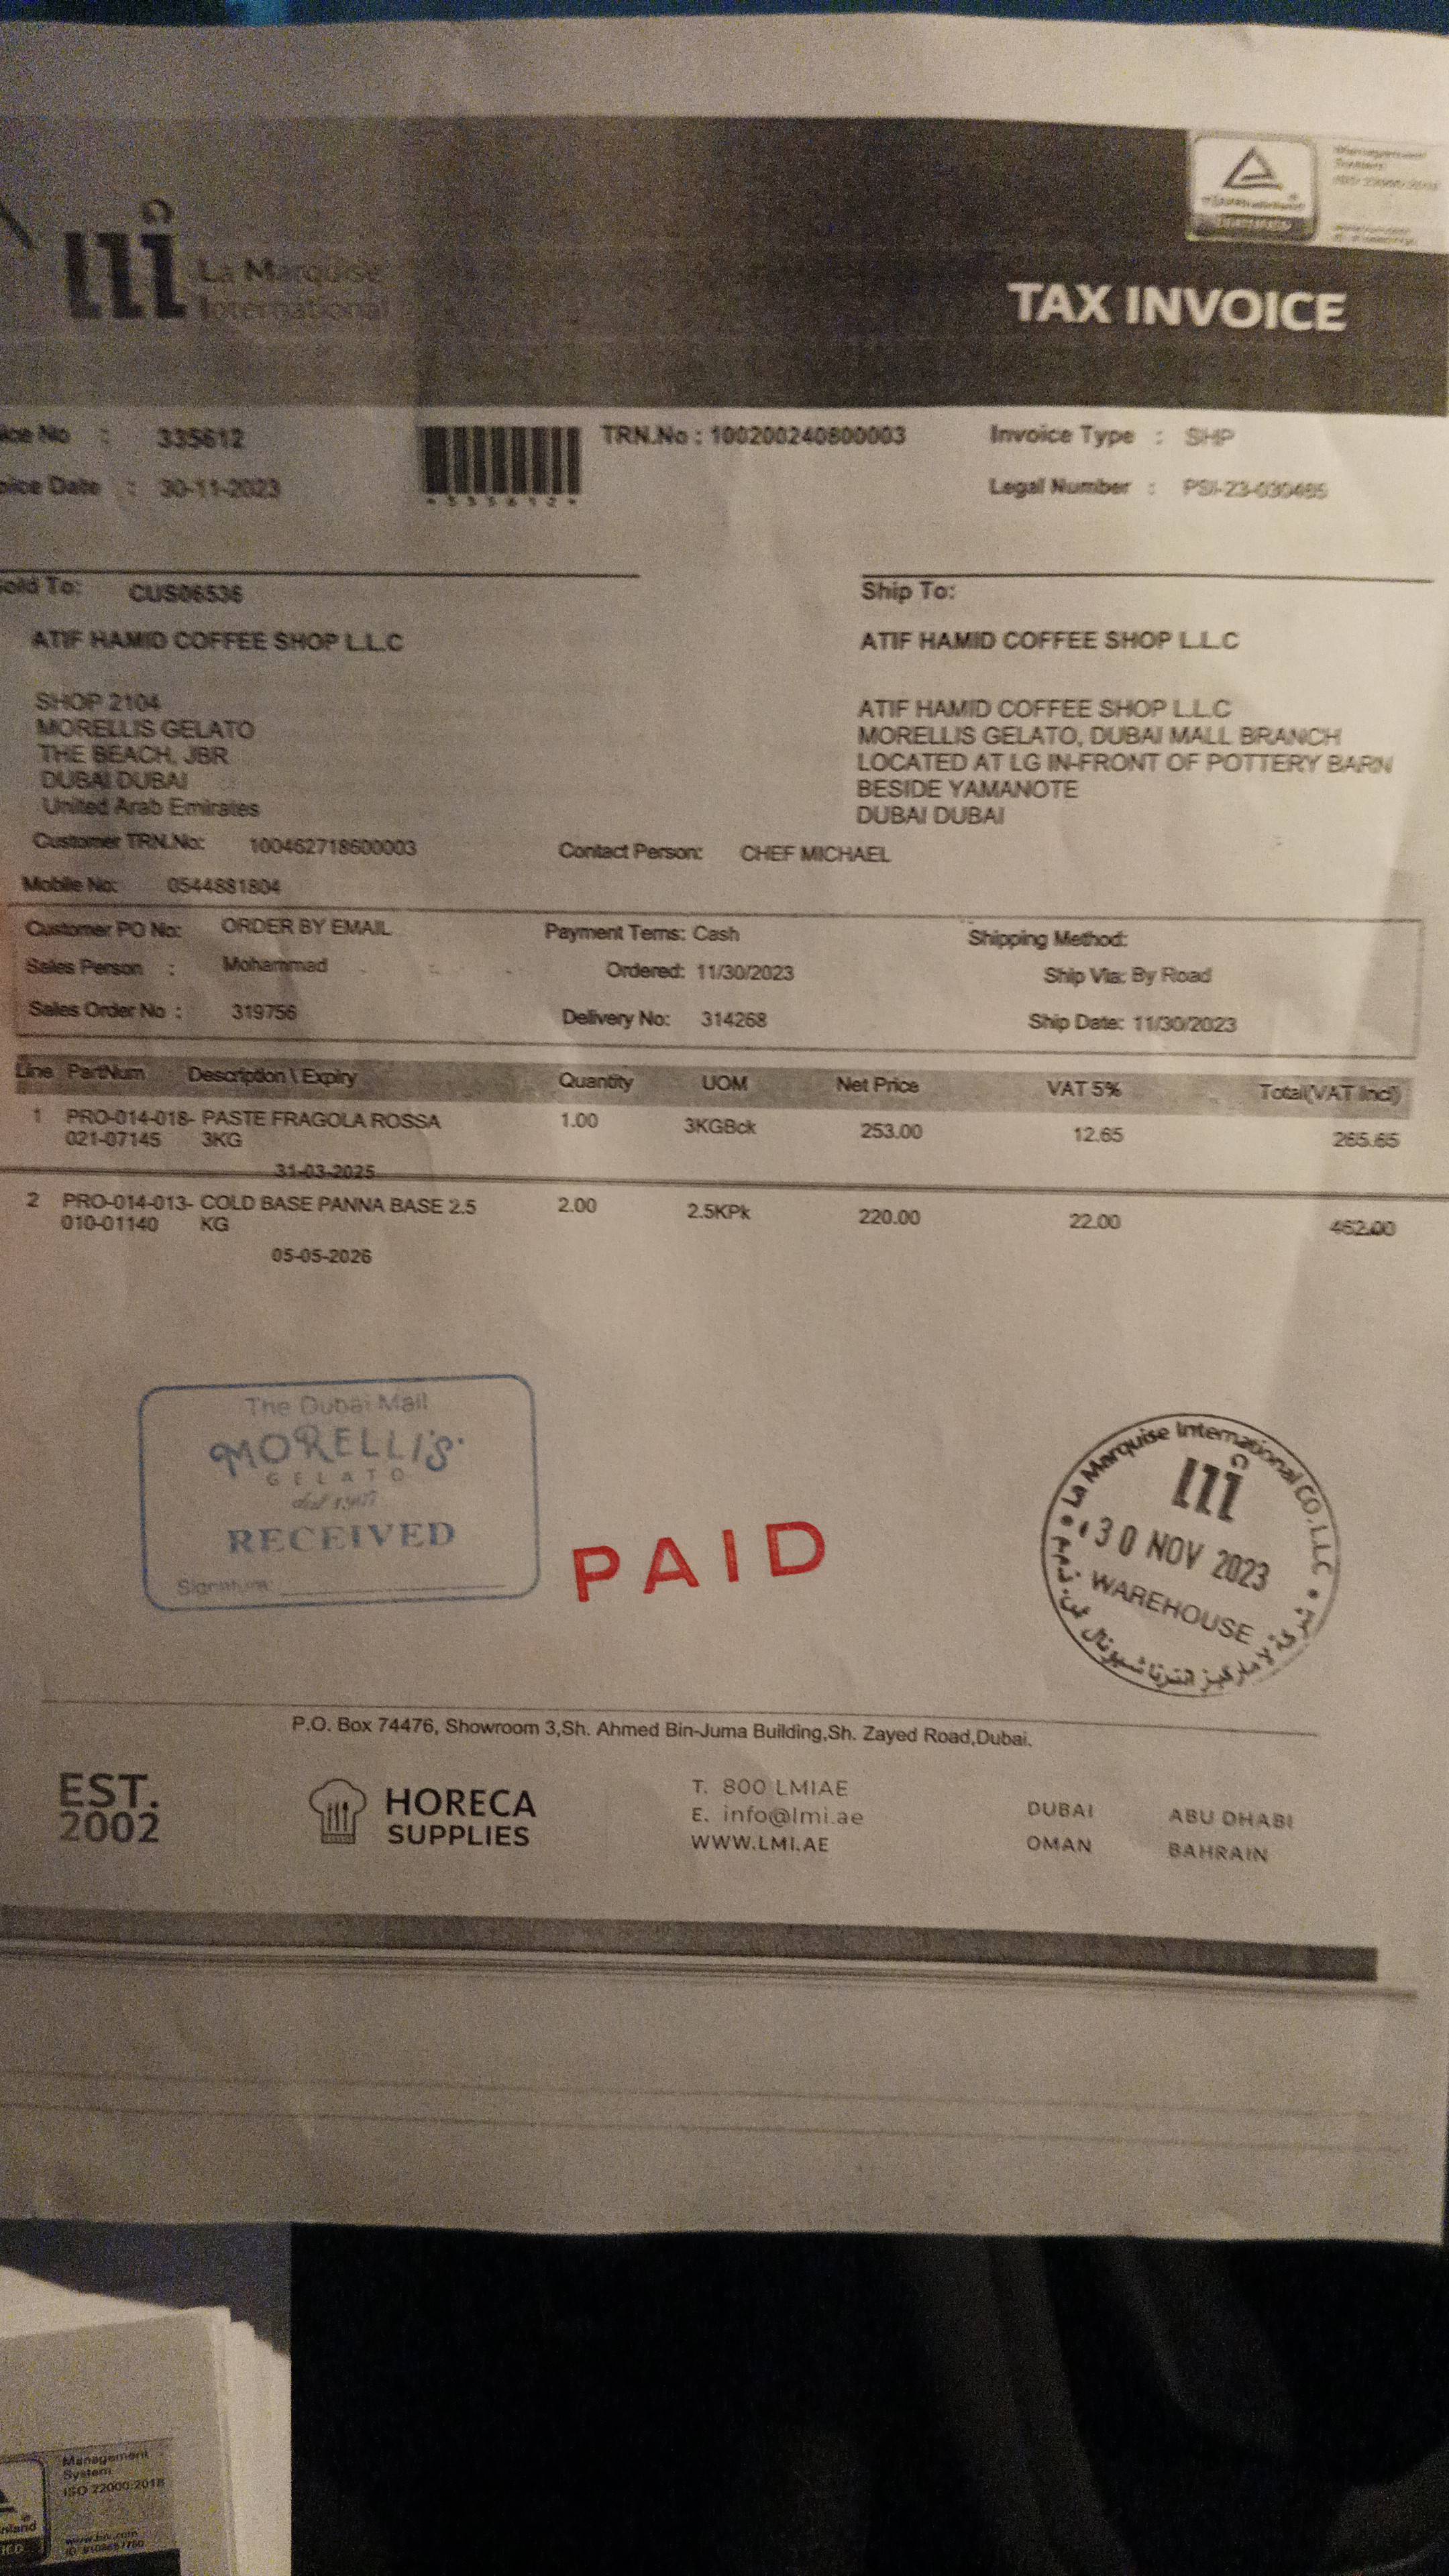 Management
System
La Marquise
International
TAX INVOICE
ice No : 335612
TRN.No : 100200240800003
Invoice Type : SHP
oice Date : 30-11-2023
*335612*
Legal Number : PSI-23-030465
Sold To: CUS06536
Ship To:
ATIF HAMID COFFEE SHOP L.L.C
ATIF HAMID COFFEE SHOP L.L.C
SHOP 2104
MORELLIS GELATO
THE BEACH, JBR
DUBAI DUBAI
United Arab Emirates
ATIF HAMID COFFEE SHOP L.L.C
MORELLIS GELATO, DUBAI MALL BRANCH
LOCATED AT LG IN-FRONT OF POTTERY BARN
BESIDE YAMANOTE
DUBAI DUBAI
Customer TRN.No: 100462718600003
Contact Person: CHEF MICHAEL
Mobile No: 0544881804
Customer PO No: ORDER BY EMAIL
Payment Terms: Cash
Shipping Method:
Sales Person : Mohammad
Ordered: 11/30/2023
Ship Via: By Road
Sales Order No : 319756
Delivery No: 314268
Ship Date: 11/30/2023
Line PartNum Description \ Expiry Quantity UOM Net Price VAT 5% Total(VAT Incl)
1 PRO-014-018- PASTE FRAGOLA ROSSA 1.00 3KGBck 253.00 12.65 265.65
021-07145 3KG
31-03-2025
2 PRO-014-013- COLD BASE PANNA BASE 2.5 2.00 2.5KPk 220.00 22.00 462.00
010-01140 KG
05-05-2026
The Dubai Mall
MORELLI'S
GELATO
dal 1907
RECEIVED
Signature:
PAID
La Marquise International CO.L.L.C
30 NOV 2023
WAREHOUSE
P.O. Box 74476, Showroom 3,Sh. Ahmed Bin-Juma Building,Sh. Zayed Road,Dubai.
EST.
2002
HORECA
SUPPLIES
T. 800 LMIAE
E. info@lmi.ae
WWW.LMI.AE
DUBAI
ABU DHABI
OMAN
BAHRAIN
Management
System
ISO 22000:2018
www.tuv.com